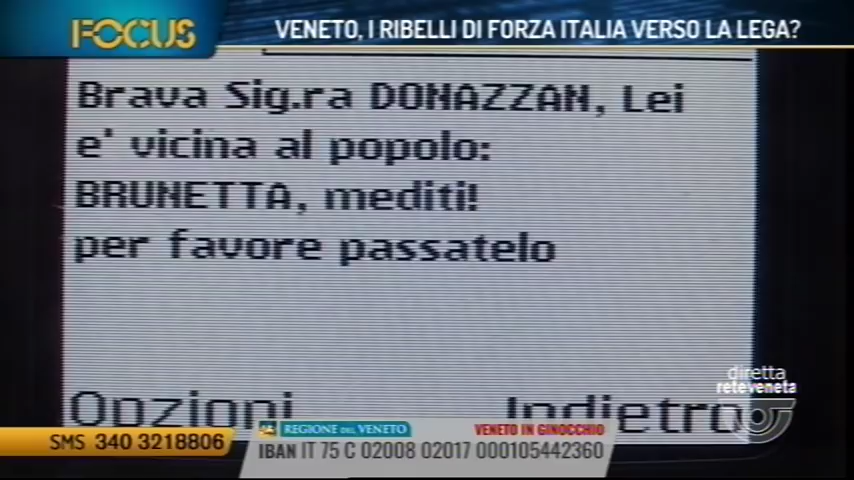 FOCUS
VENETO, I RIBELLI DI FORZA ITALIA VERSO LA LEGA?
Brava Sig.ra DONAZZAN, Lei
e' vicina al popolo:
BRUNETTA, mediti!
per favore passatelo
Opzioni Indietro
diretta
reteveneta
SMS 340 3218806
REGIONE DEL VENETO VENETO IN GINOCCHIO
IBAN IT 75 C 02008 02017 000105442360